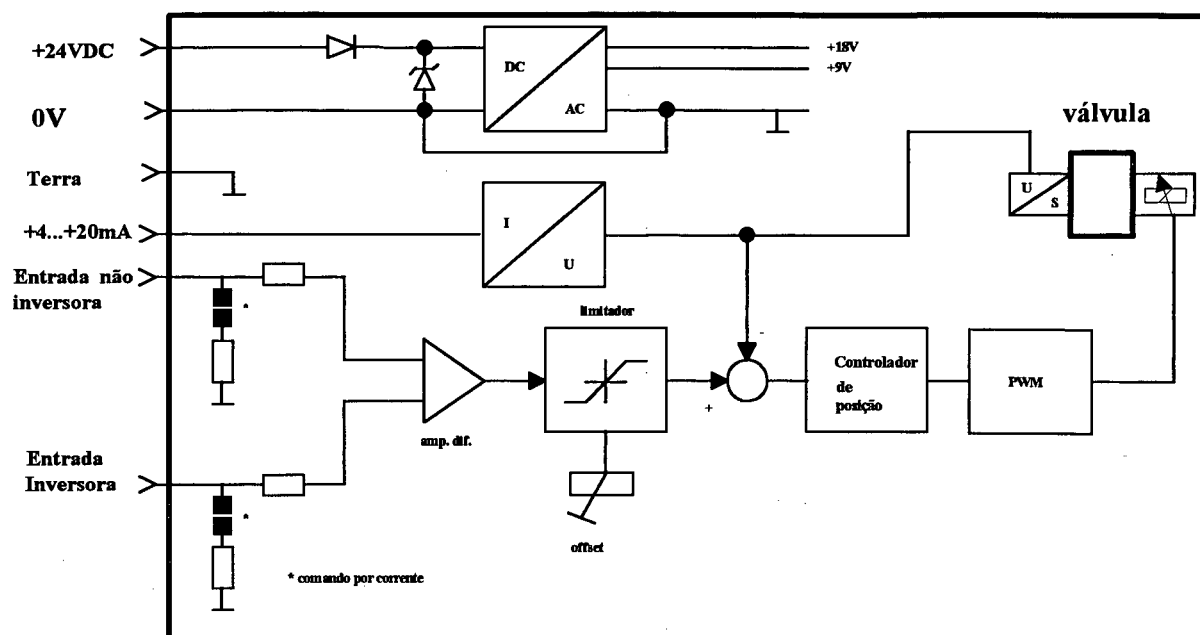 +24VDC
DC
+18V
+9V
0V
AC
válvula
Terra
U
S
+4...+20mA
I
U
Entrada não
inversora
*
limitador
-
Controlador
de
posição
PWM
+
amp. dif.
Entrada
Inversora
*
offset
* comando por corrente